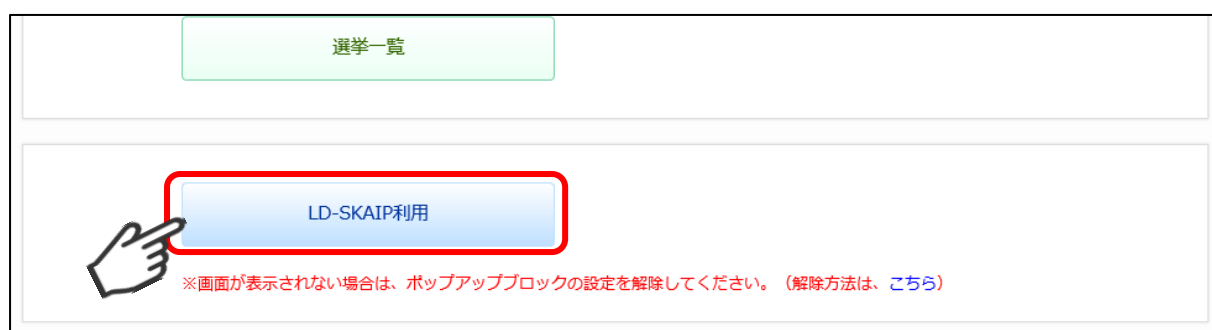 選挙一覧
LD-SKAIP利用
※画面が表示されない場合は、ポップアップブロックの設定を解除してください。（解除方法は、こちら）